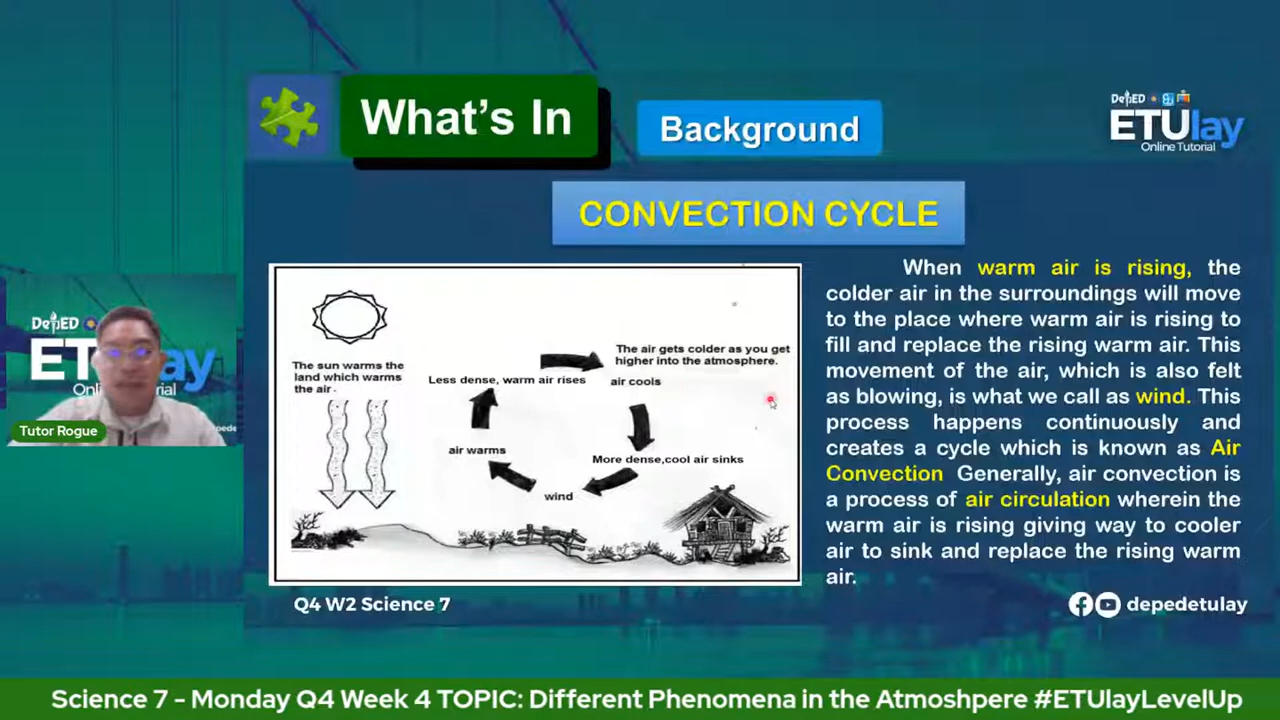 What's In
Background
DepED
ETUlay
Online Tutorial
CONVECTION CYCLE
The sun warms the
land which warms
the air.
Less dense, warm air rises
The air gets colder as you get
higher into the atmosphere.
air cools
air warms
More dense,cool air sinks
wind
When warm air is rising, the
colder air in the surroundings will move
to the place where warm air is rising to
fill and replace the rising warm air. This
movement of the air, which is also felt
as blowing, is what we call as wind. This
process happens continuously and
creates a cycle which is known as Air
Convection Generally, air convection is
a process of air circulation wherein the
warm air is rising giving way to cooler
air to sink and replace the rising warm
air.
DepED
Tutor Rogue
Q4 W2 Science 7
depedetulay
Science 7 - Monday Q4 Week 4 TOPIC: Different Phenomena in the Atmoshpere #ETUlayLevelUp